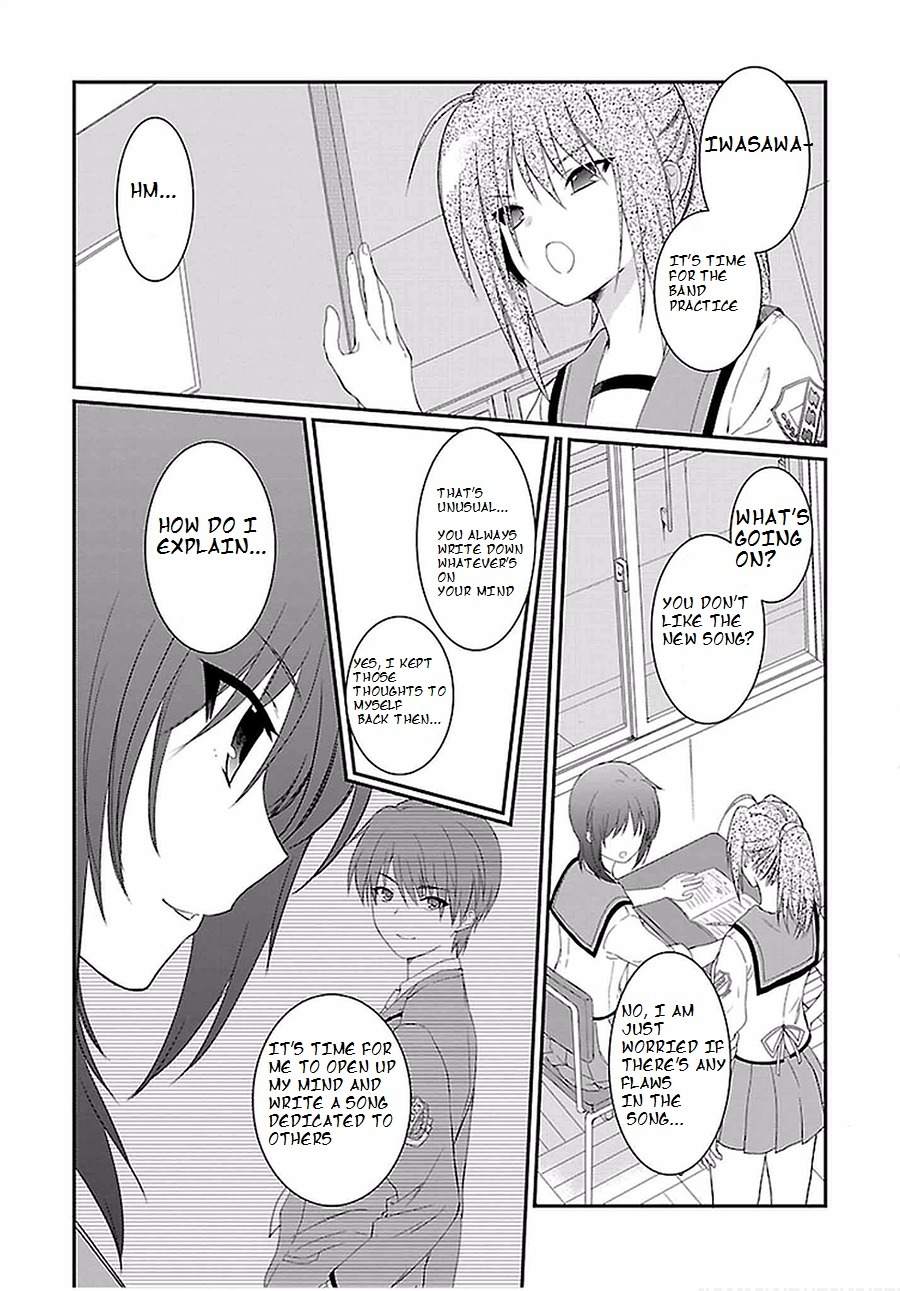 IWASAWA~
IT'S TIME
FOR THE
BAND
PRACTICE
HM...
WHAT'S
GOING
ON?
YOU DON'T
LIKE THE
NEW SONG?
NO, I AM
JUST
WORRIED IF
THERE'S ANY
FLAWS
IN THE
SONG...
THAT'S
UNUSUAL...
YOU ALWAYS
WRITE DOWN
WHATEVER'S
ON
YOUR MIND
YES, I KEPT
THOSE
THOUGHTS TO
MYSELF
BACK THEN...
HOW DO I
EXPLAIN...
IT'S TIME FOR
ME TO OPEN UP
MY MIND AND
WRITE A SONG
DEDICATED TO
OTHERS